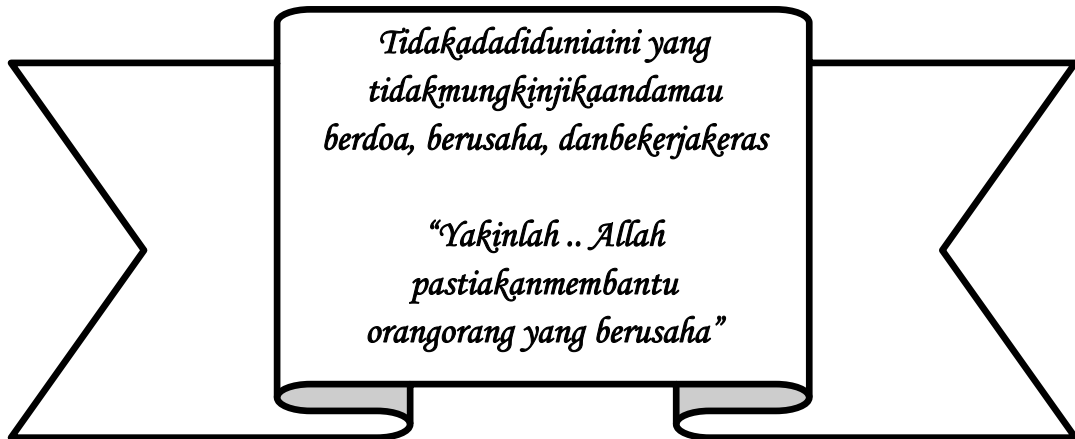 Tidakadadiduniaini yang
tidakmungkinjikaandamau
berdoa, berusaha, danbekerjakeras
“Yakinlah .. Allah
pastiakanmembantu
orangorang yang berusaha”